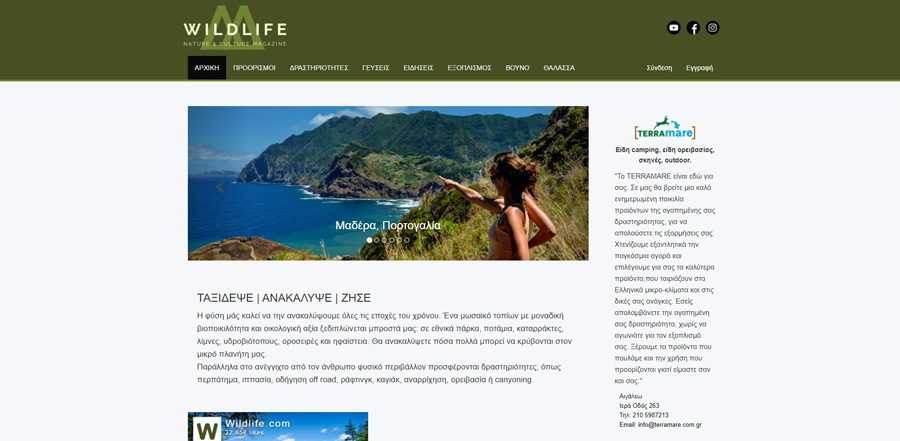 WILDLIFE
NATURE & CULTURE MAGAZINE
ΑΡΧΙΚΗ ΠΡΟΟΡΙΣΜΟΙ ΔΡΑΣΤΗΡΙΟΤΗΤΕΣ ΓΕΥΣΕΙΣ ΕΙΔΗΣΕΙΣ ΕΞΟΠΛΙΣΜΟΣ ΒΟΥΝΟ ΘΑΛΑΣΣΑ Σύνδεση Εγγραφή
Μαδέρα, Πορτογαλία
ΤΑΞΙΔΕΨΕ | ΑΝΑΚΑΛΥΨΕ | ΖΗΣΕ
Η φύση μάς καλεί να την ανακαλύψουμε όλες τις εποχές του χρόνου. Ένα μωσαϊκό τοπίων με μοναδική
βιοποικιλότητα και οικολογική αξία ξεδιπλώνεται μπροστά μας: σε εθνικά πάρκα, ποτάμια, καταρράκτες,
λίμνες, υδροβιότοπους, οροσειρές και ηφαίστεια. Θα ανακαλύψετε πόσα πολλά μπορεί να κρύβονται στον
μικρό πλανήτη μας.
Παράλληλα στο ανέγγιχτο από τον άνθρωπο φυσικό περιβάλλον προσφέρονται δραστηριότητες, όπως
περπάτημα, ιππασία, οδήγηση off road, ράφτινγκ, καγιάκ, αναρρίχηση, ορειβασία ή canyoning.
W Wildlife.com
32,854 likes
TERRAmare
Είδη camping, είδη ορειβασίας,
σκηνές, outdoor.
"Το TERRAMARE είναι εδώ για
σας. Σε μας θα βρείτε μια καλά
ενημερωμένη ποικιλία
προϊόντων της αγαπημένης σας
δραστηριότητας, για να
απολαύσετε τις εξορμήσεις σας.
Χτενίζουμε εξαντλητικά την
παγκόσμια αγορά και
επιλέγουμε για σας τα καλύτερα
προϊόντα,που ταιριάζουν στα
Ελληνικά μικρο-κλίματα και στις
δικές σας ανάγκες. Εσείς
απολαμβάνετε την αγαπημένη
σας δραστηριότητα, χωρίς να
αγωνιάτε για τον εξοπλισμό
σας. Ξέρουμε τα προϊόντα που
πουλάμε και την χρήση που
προορίζονται γιατί είμαστε σαν
και σας."
Αιγάλεω
Ιερά Οδός 263
Τηλ: 210 5987213
Email: info@terramare.com.gr